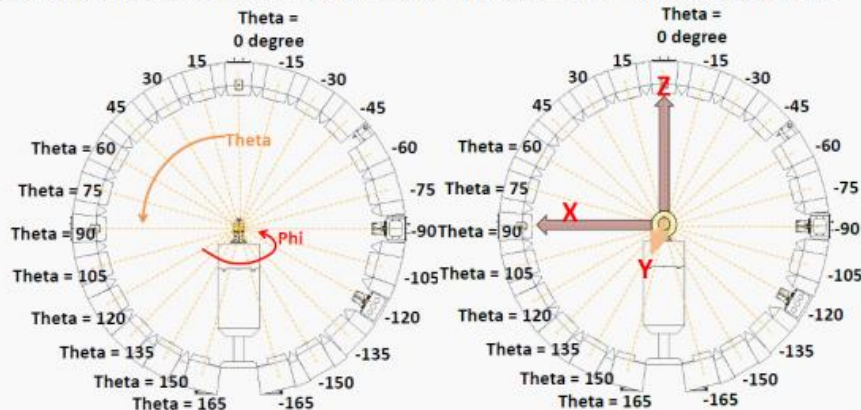 Theta =
0 degree
15
-15
30
-30
45
-45
Theta = 60
-60
Theta = 75
-75
Theta = 90
-90
Theta = 105
-105
Theta = 120
-120
Theta = 135
-135
Theta = 150
-150
Theta = 165
-165
Theta
Phi
Theta =
0 degree
15
-15
30
-30
45
-45
Theta = 60
-60
Theta = 75
-75
Theta = 90
-90
Theta = 105
-105
Theta = 120
-120
Theta = 135
-135
Theta = 150
-150
Theta = 165
-165
Z
X
Y